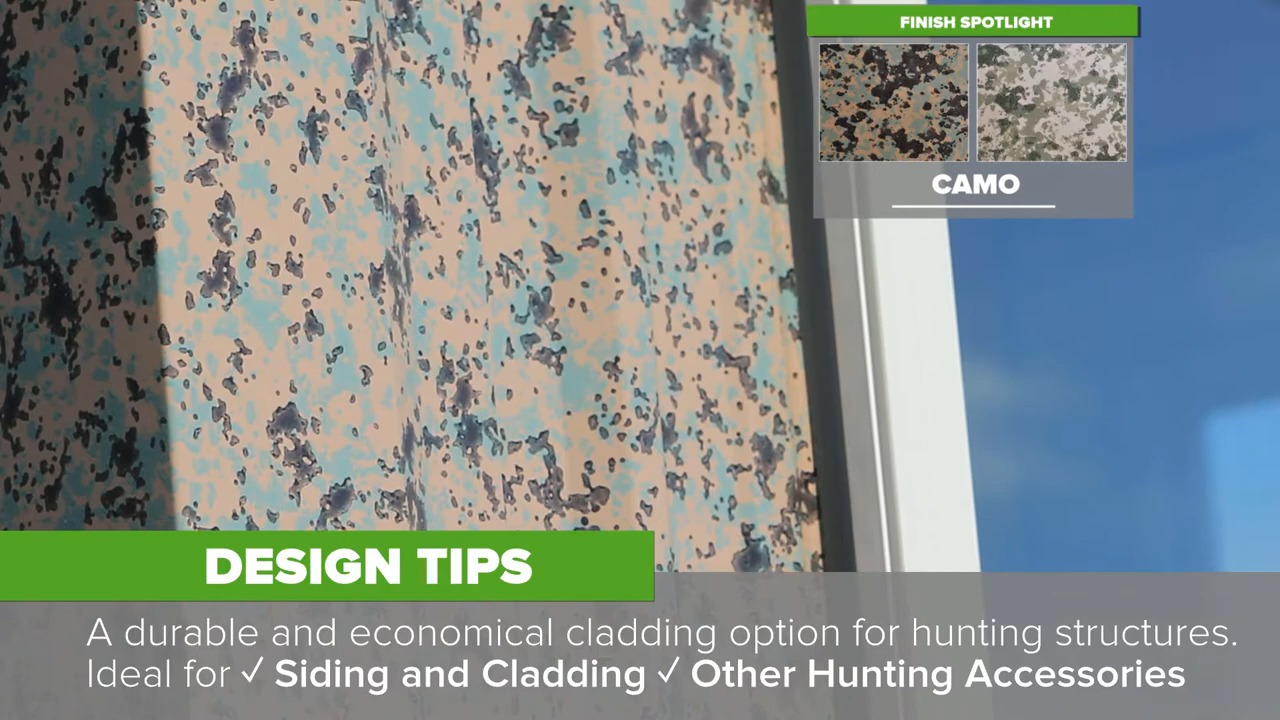 FINISH SPOTLIGHT
CAMO
DESIGN TIPS
A durable and economical cladding option for hunting structures.
Ideal for ✓ Siding and Cladding ✓ Other Hunting Accessories